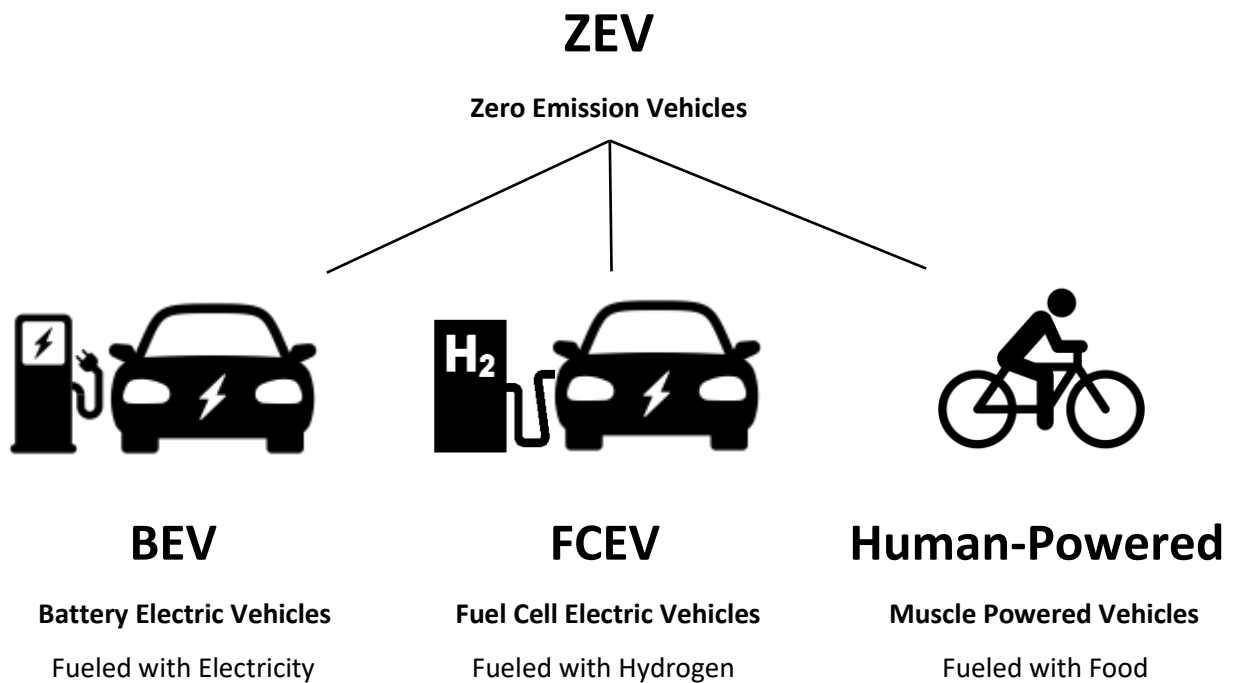 ZEV
Zero Emission Vehicles
H₂
BEV
FCEV
Human-Powered
Battery Electric Vehicles
Fuel Cell Electric Vehicles
Muscle Powered Vehicles
Fueled with Electricity
Fueled with Hydrogen
Fueled with Food